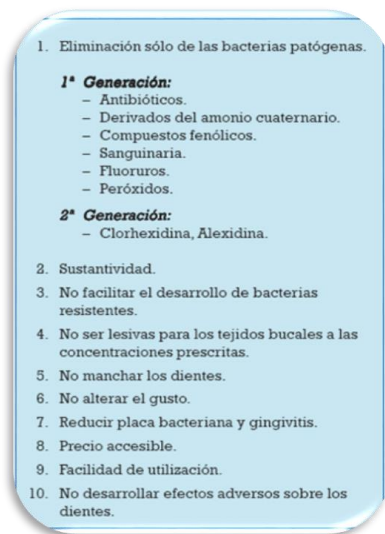 1. Eliminación sólo de las bacterias patógenas.
1ª Generación:
– Antibióticos.
– Derivados del amonio cuaternario.
– Compuestos fenólicos.
– Sanguinaria.
– Fluoruros.
– Peróxidos.
2ª Generación:
– Clorhexidina, Alexidina.
2. Sustantividad.
3. No facilitar el desarrollo de bacterias
resistentes.
4. No ser lesivas para los tejidos bucales a las
concentraciones prescritas.
5. No manchar los dientes.
6. No alterar el gusto.
7. Reducir placa bacteriana y gingivitis.
8. Precio accesible.
9. Facilidad de utilización.
10. No desarrollar efectos adversos sobre los
dientes.